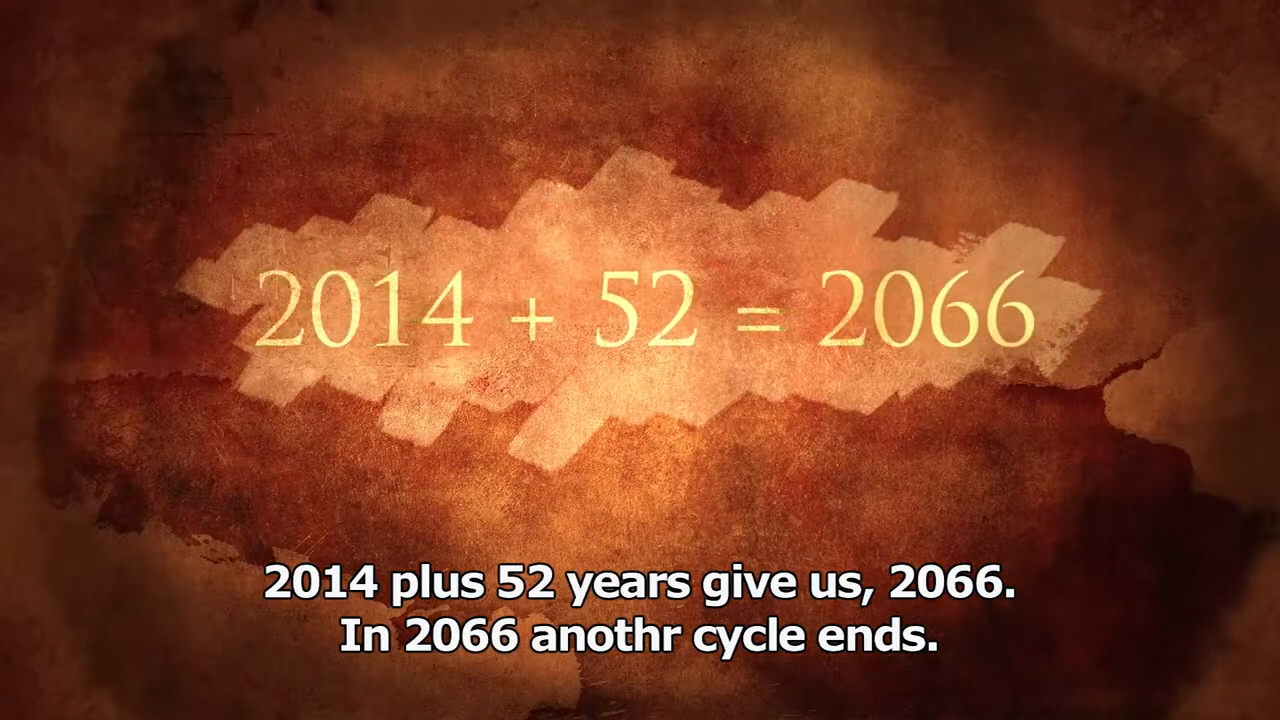 2014 + 52 = 2066
2014 plus 52 years give us, 2066.
In 2066 anothr cycle ends.